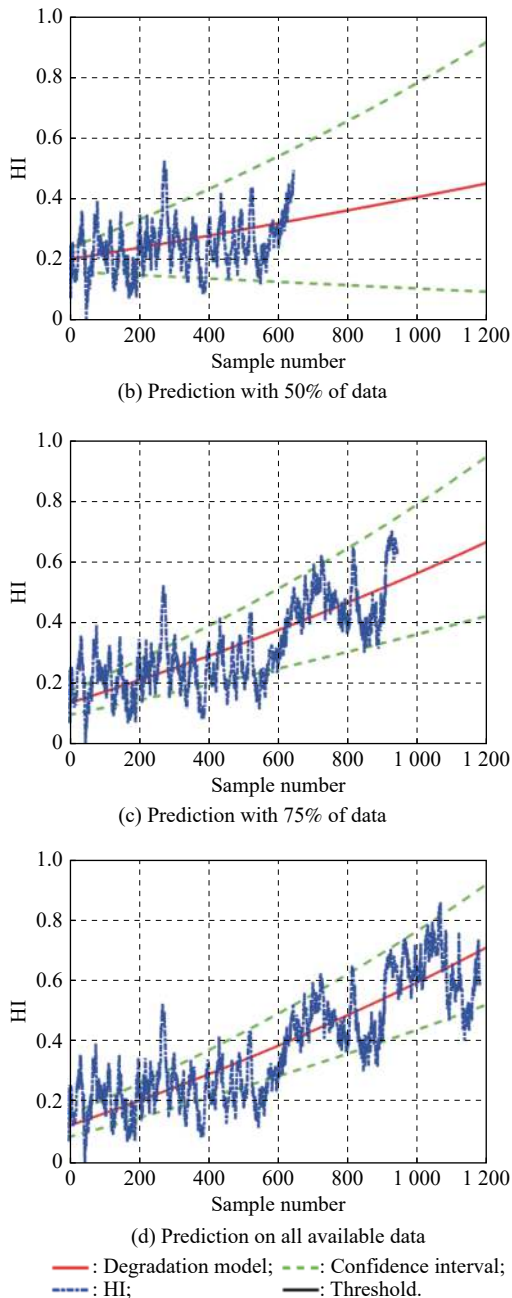 1.0
0.8
0.6
0.4
0.2
0
HI
0 200 400 600 800 1 000 1 200
Sample number
(b) Prediction with 50% of data
1.0
0.8
0.6
0.4
0.2
0
HI
0 200 400 600 800 1 000 1 200
Sample number
(c) Prediction with 75% of data
1.0
0.8
0.6
0.4
0.2
0
HI
0 200 400 600 800 1 000 1 200
Sample number
(d) Prediction on all available data
: Degradation model; : Confidence interval;
: HI; : Threshold.